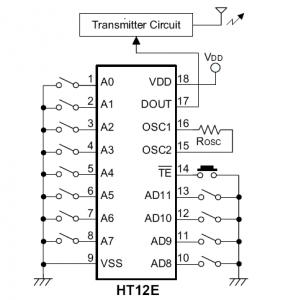 Transmitter Circuit
VDD
1 A0 VDD 18
2 A1 DOUT 17
3 A2 OSC1 16
ROSC
4 A3 OSC2 15
5 A4 TE 14
6 A5 AD11 13
7 A6 AD10 12
8 A7 AD9 11
9 VSS AD8 10
HT12E